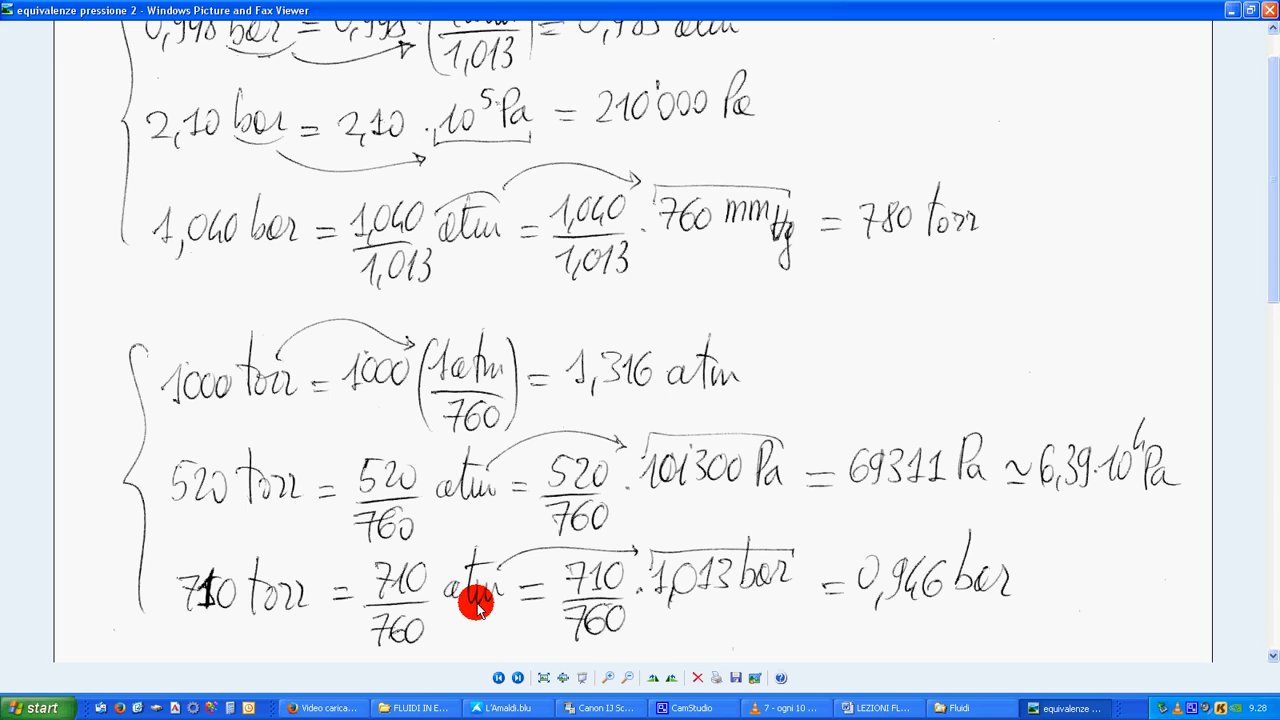 equivalenze pressione 2 - Windows Picture and Fax Viewer
bar = (1,013) = atm
2,10 bar = 2,10 · 10⁵ Pa = 210'000 Pa
1,040 bar = 1,040/1,013 atm = 1,040/1,013 · 760 mmHg = 780 torr
1000 torr = 1000 (1atm/760) = 1,316 atm
520 torr = 520/760 atm = 520/760 · 101300 Pa = 69311 Pa ≃ 6,39·10⁴ Pa
710 torr = 710/760 atm = 710/760 · 1,013 bar = 0,946 bar
start
Video carica...
FLUIDI IN E...
L'Amaldi.blu
Canon IJ Sc...
CamStudio
7 - ogni 10 ...
LEZIONI FL...
Fluidi
equivalenze ...
9.28